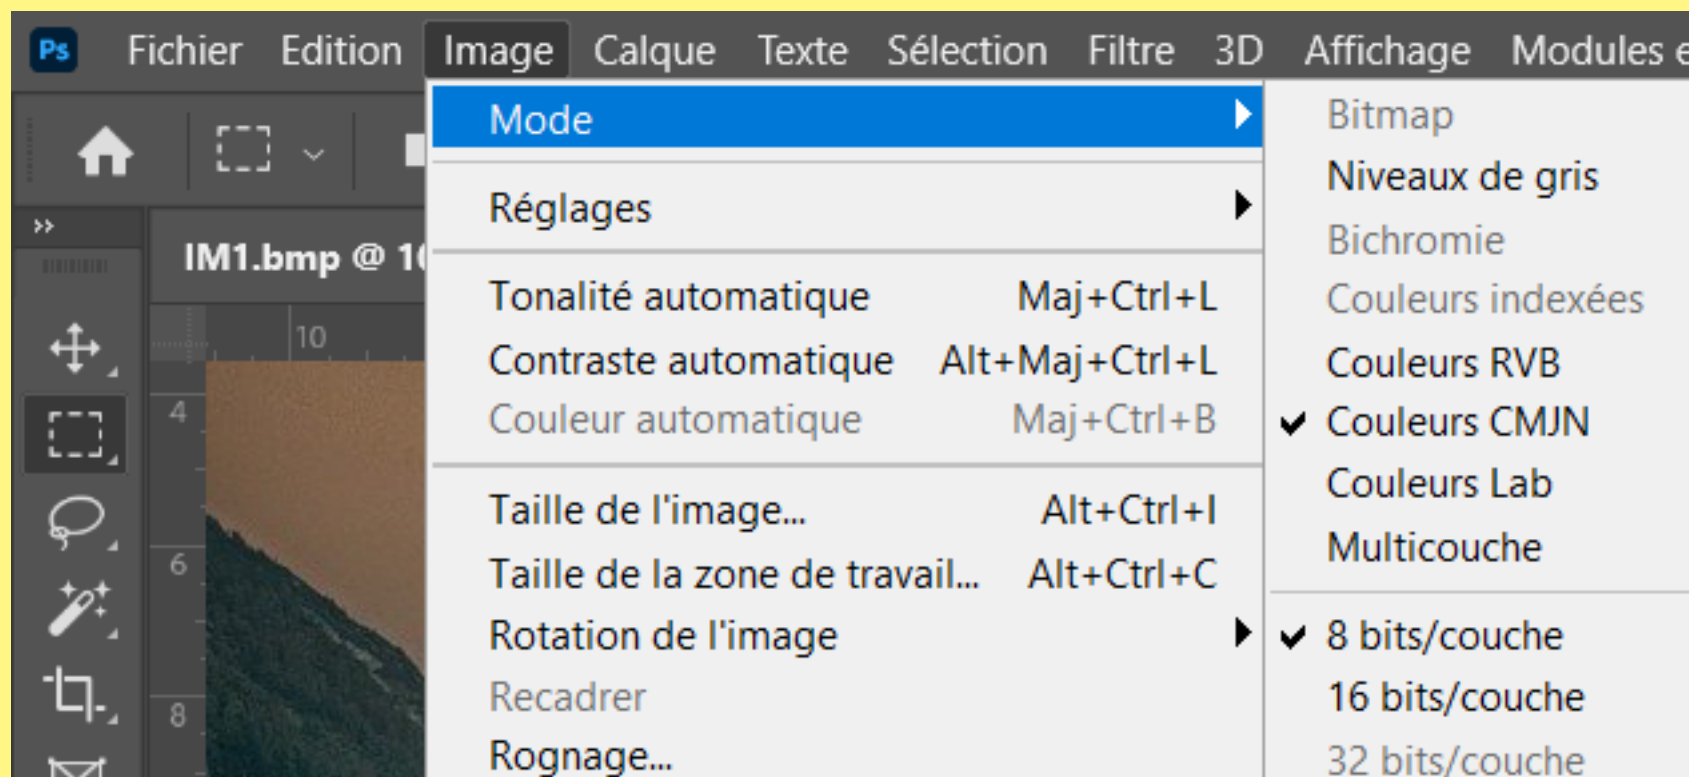 Ps Fichier Edition Image Calque Texte Sélection Filtre 3D Affichage Modules
IM1.bmp @
10
4
6
8
Mode
Réglages
Tonalité automatique Maj+Ctrl+L
Contraste automatique Alt+Maj+Ctrl+L
Couleur automatique Maj+Ctrl+B
Taille de l'image... Alt+Ctrl+I
Taille de la zone de travail... Alt+Ctrl+C
Rotation de l'image
Recadrer
Rognage...
Bitmap
Niveaux de gris
Bichromie
Couleurs indexées
Couleurs RVB
Couleurs CMJN
Couleurs Lab
Multicouche
8 bits/couche
16 bits/couche
32 bits/couche